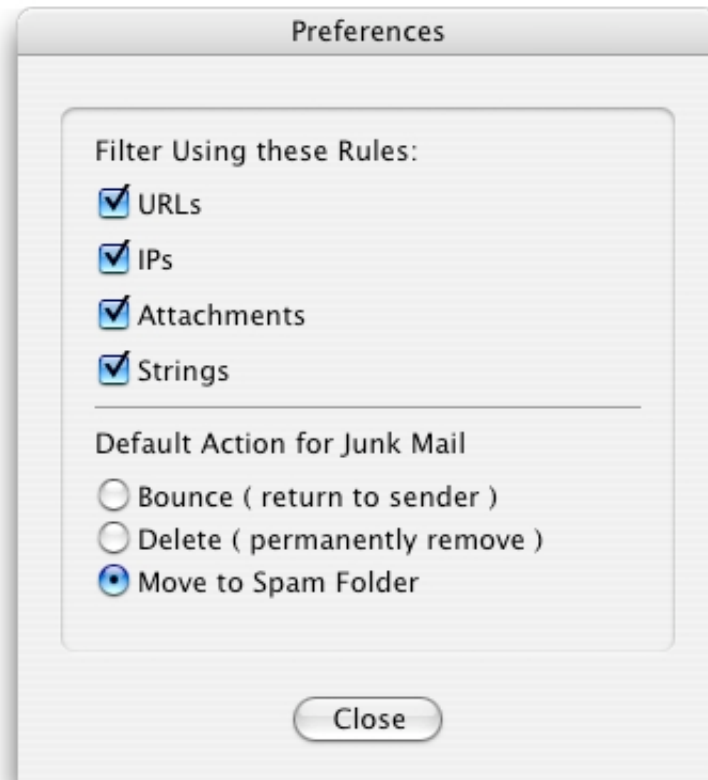 Preferences
Filter Using these Rules:
URLs
IPs
Attachments
Strings
Default Action for Junk Mail
Bounce ( return to sender )
Delete ( permanently remove )
Move to Spam Folder
Close